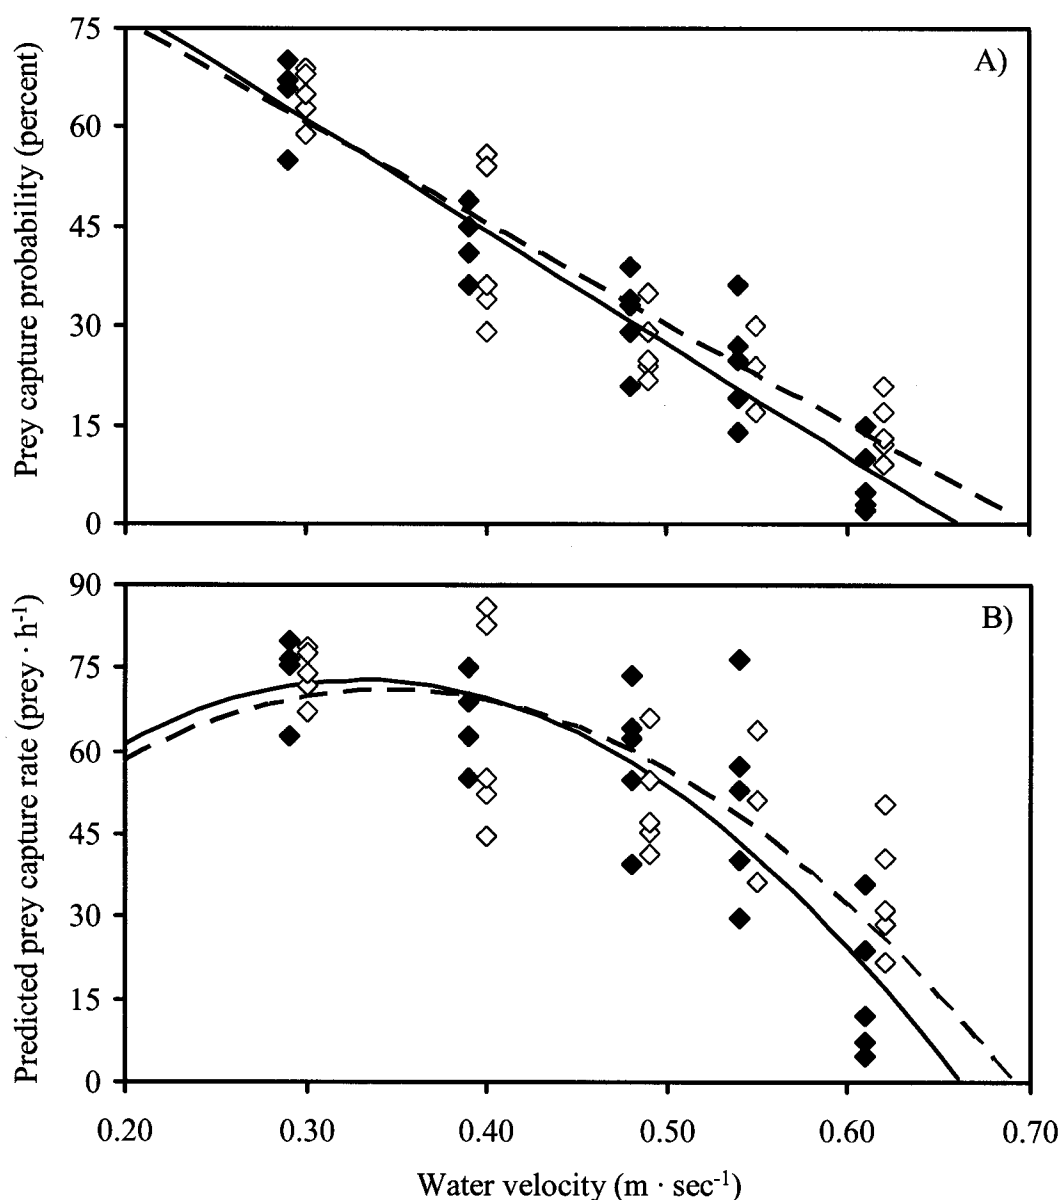 75
60
45
30
15
0
Prey capture probability (percent)
A)
90
75
60
45
30
15
0
Predicted prey capture rate (prey · h-1)
B)
0.20 0.30 0.40 0.50 0.60 0.70
Water velocity (m · sec-1)